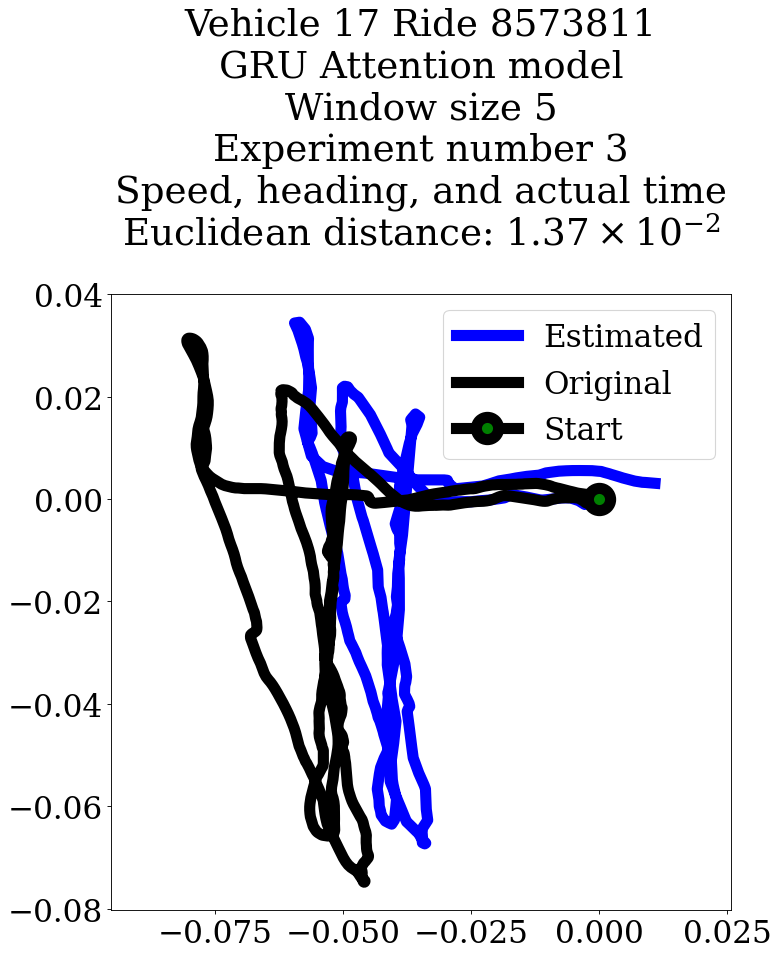 Vehicle 17 Ride 8573811
GRU Attention model
Window size 5
Experiment number 3
Speed, heading, and actual time
Euclidean distance: 1.37 × 10⁻²
Estimated
Original
Start
0.04
0.02
0.00
−0.02
−0.04
−0.06
−0.08
−0.075 −0.050 −0.025 0.000 0.025